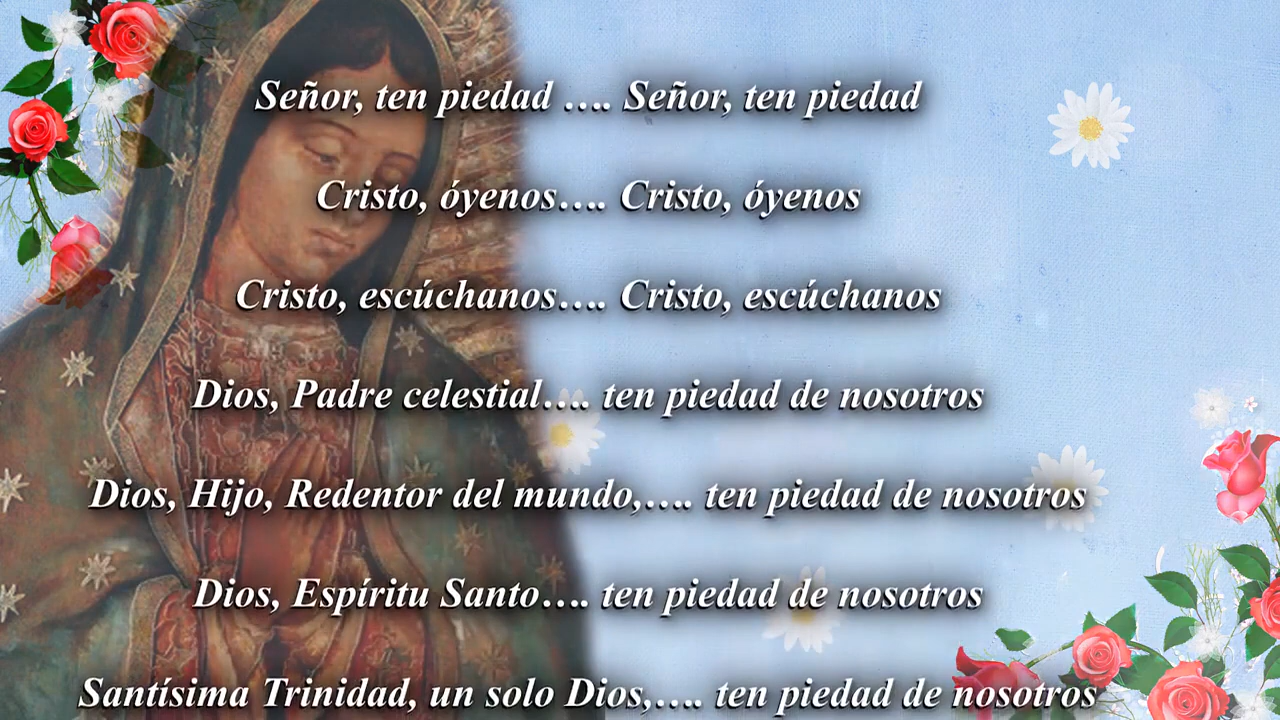 Señor, ten piedad …. Señor, ten piedad
Cristo, óyenos…. Cristo, óyenos
Cristo, escúchanos…. Cristo, escúchanos
Dios, Padre celestial…. ten piedad de nosotros
Dios, Hijo, Redentor del mundo,…. ten piedad de nosotros
Dios, Espíritu Santo…. ten piedad de nosotros
Santísima Trinidad, un solo Dios,…. ten piedad de nosotros